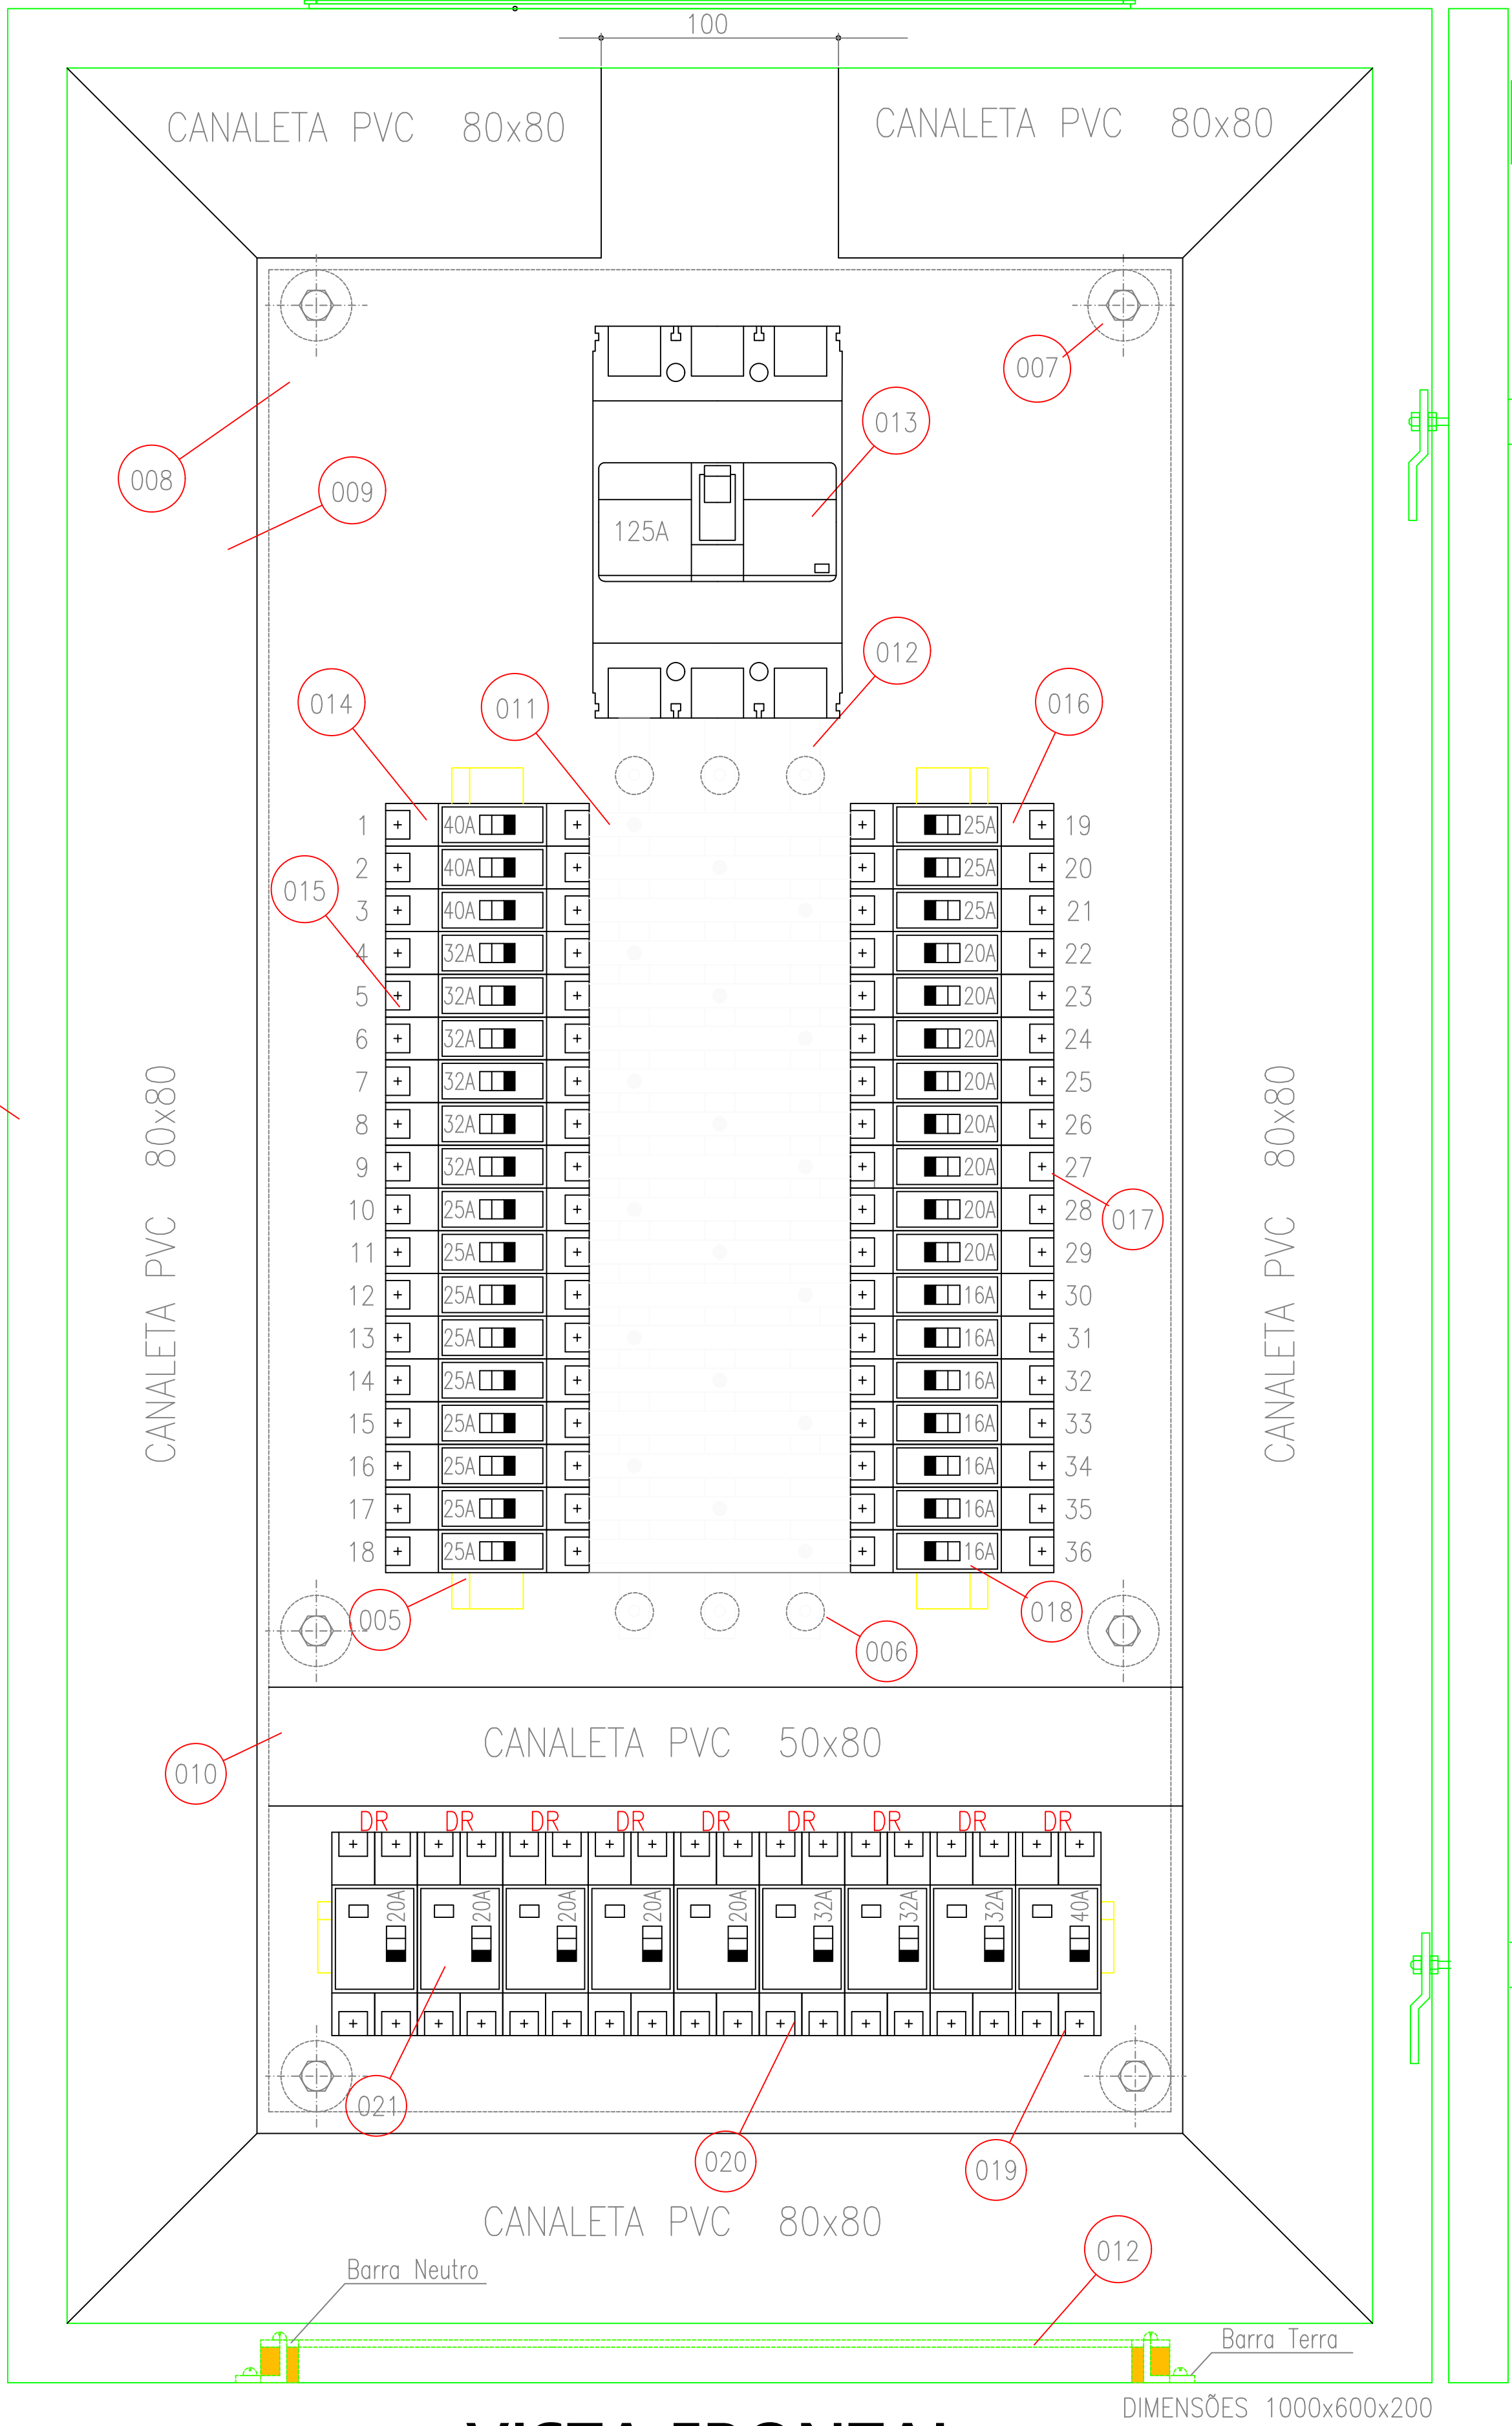 100
CANALETA PVC 80x80
CANALETA PVC 80x80
007
013
008
009
125A
012
014
011
016
1 40A 25A 19
2 40A 25A 20
015
3 40A 25A 21
4 32A 20A 22
5 32A 20A 23
6 32A 20A 24
7 32A 20A 25
8 32A 20A 26
9 32A 20A 27
10 25A 20A 28
017
11 25A 20A 29
12 25A 16A 30
13 25A 16A 31
14 25A 16A 32
15 25A 16A 33
16 25A 16A 34
17 25A 16A 35
18 25A 16A 36
CANALETA PVC 80x80
CANALETA PVC 80x80
005
018
006
CANALETA PVC 50x80
010
DR DR DR DR DR DR DR DR DR
20A 20A 20A 20A 20A 32A 32A 32A 40A
021
020
019
CANALETA PVC 80x80
012
Barra Neutro
Barra Terra
DIMENSÕES 1000x600x200
VISTA FRONTAL